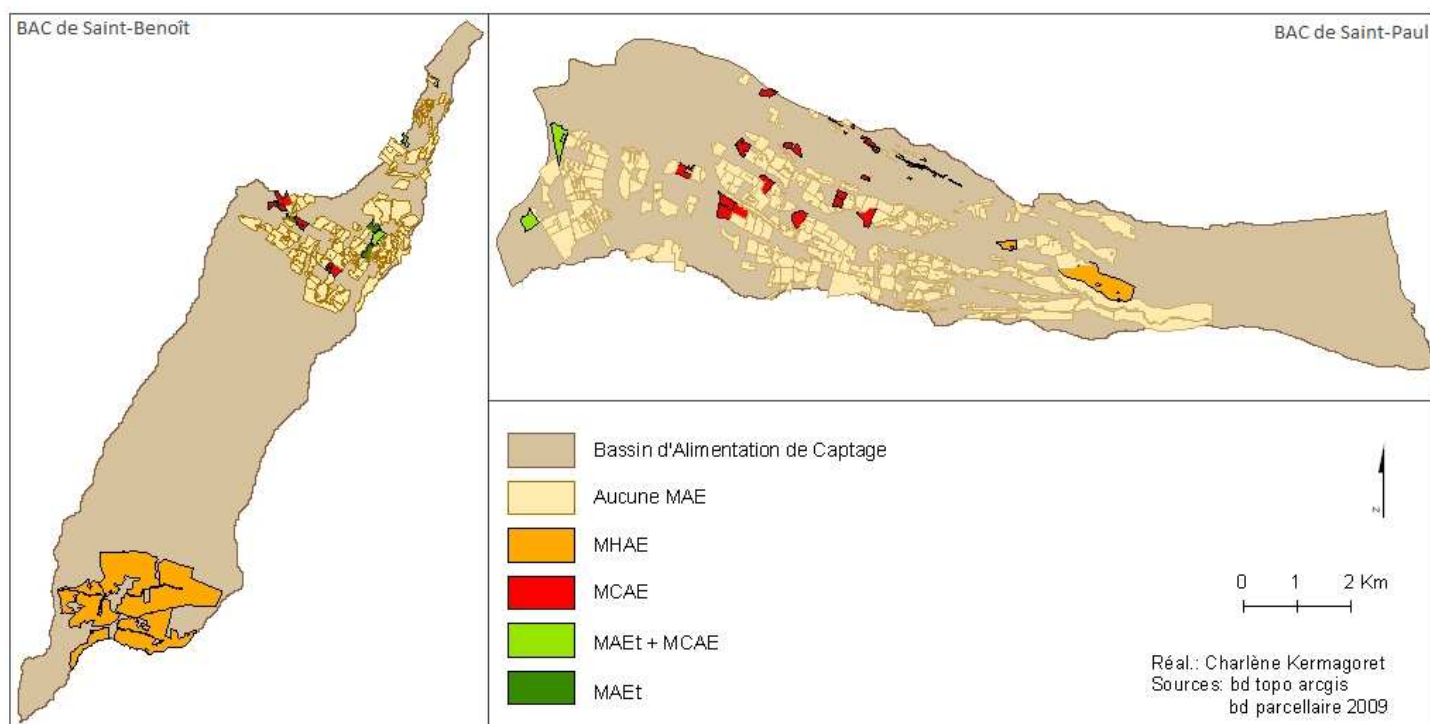 BAC de Saint-Benoît
BAC de Saint-Paul
Bassin d'Alimentation de Captage
Aucune MAE
MHAE
MCAE
MAEt + MCAE
MAEt
N
0 1 2 Km
Réal.: Charlène Kermagoret
Sources: bd topo arcgis
bd parcellaire 2009